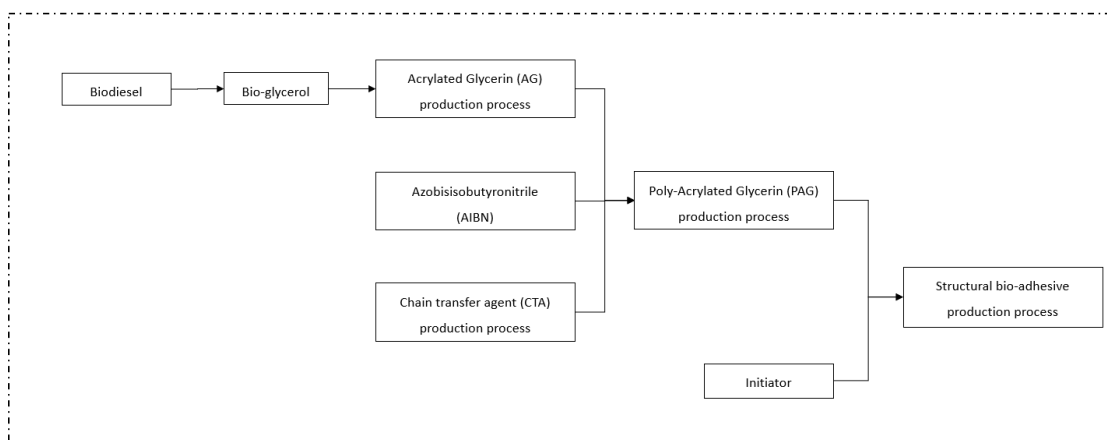 Biodiesel
Bio-glycerol
Acrylated Glycerin (AG)
production process
Azobisisobutyronitrile
(AIBN)
Chain transfer agent (CTA)
production process
Poly-Acrylated Glycerin (PAG)
production process
Initiator
Structural bio-adhesive
production process